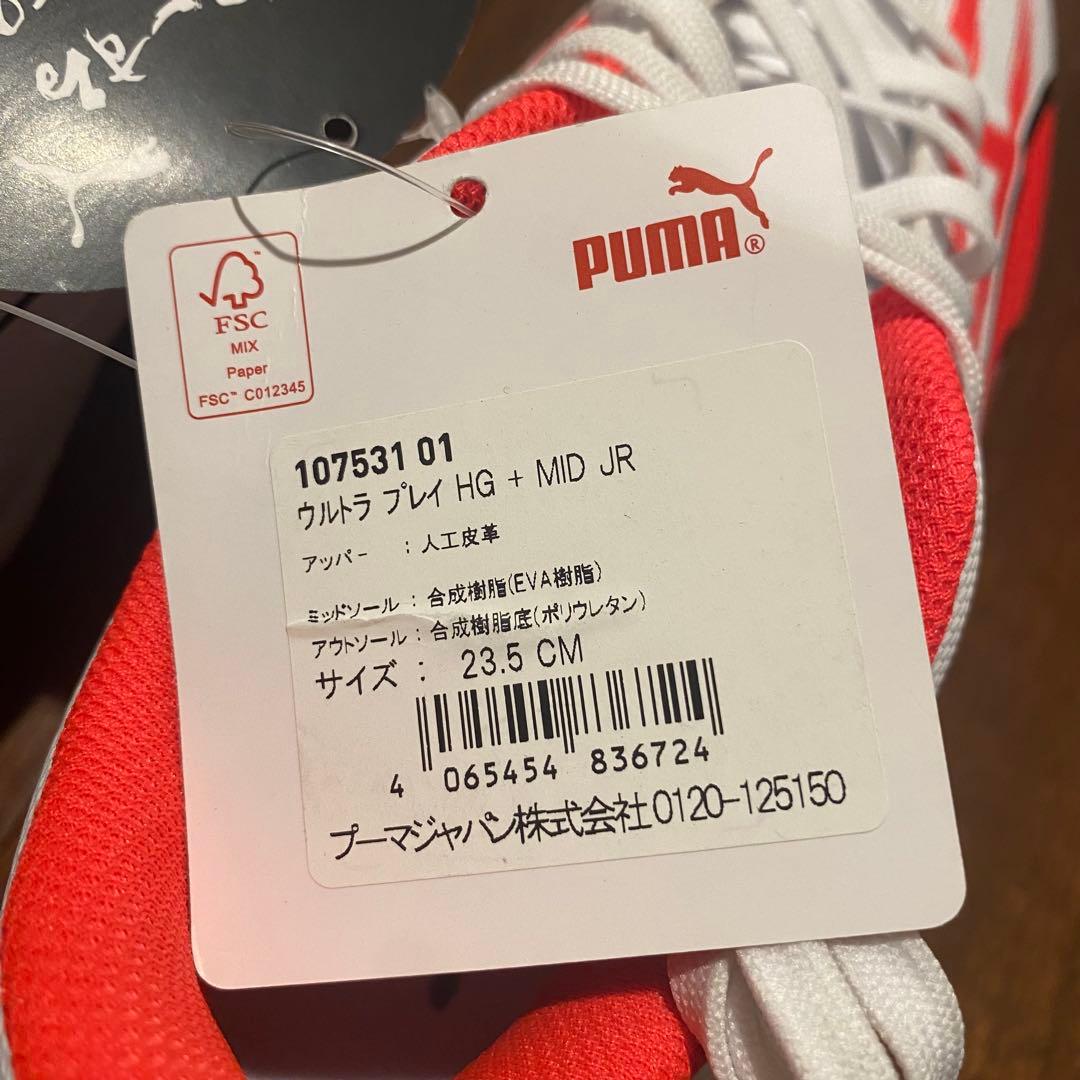 PUMA®
FSC™
MIX
Paper
FSC™ C012345
107531 01
ウルトラ プレイ HG + MID JR
アッパー : 人工皮革
ミッドソール : 合成樹脂(EVA樹脂)
アウトソール : 合成樹脂底(ポリウレタン)
サイズ : 23.5 CM
4 065454 836724
プーマジャパン株式会社0120-125150